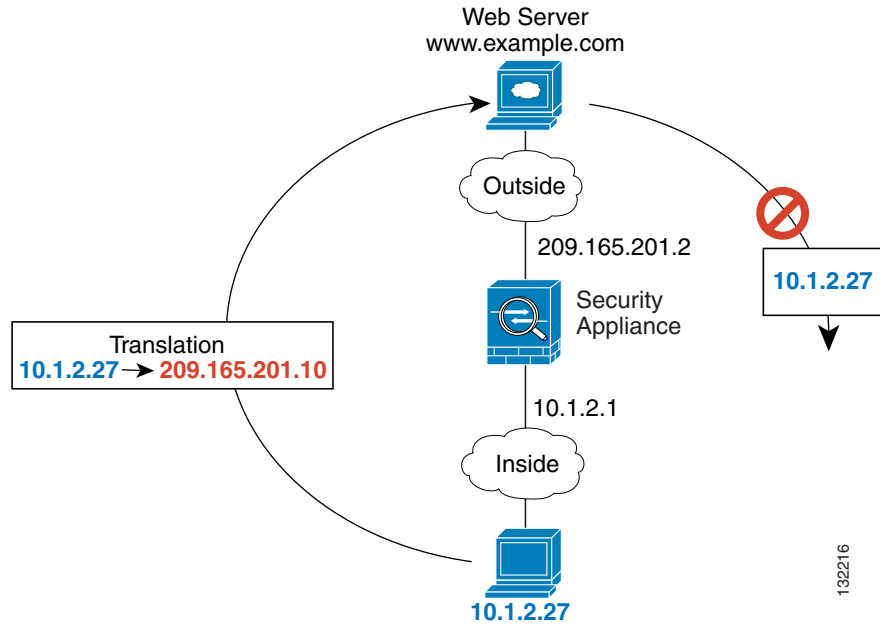 Web Server
www.example.com
Outside
209.165.201.2
10.1.2.27
Security
Appliance
Translation
10.1.2.27 209.165.201.10
10.1.2.1
Inside
10.1.2.27
132216